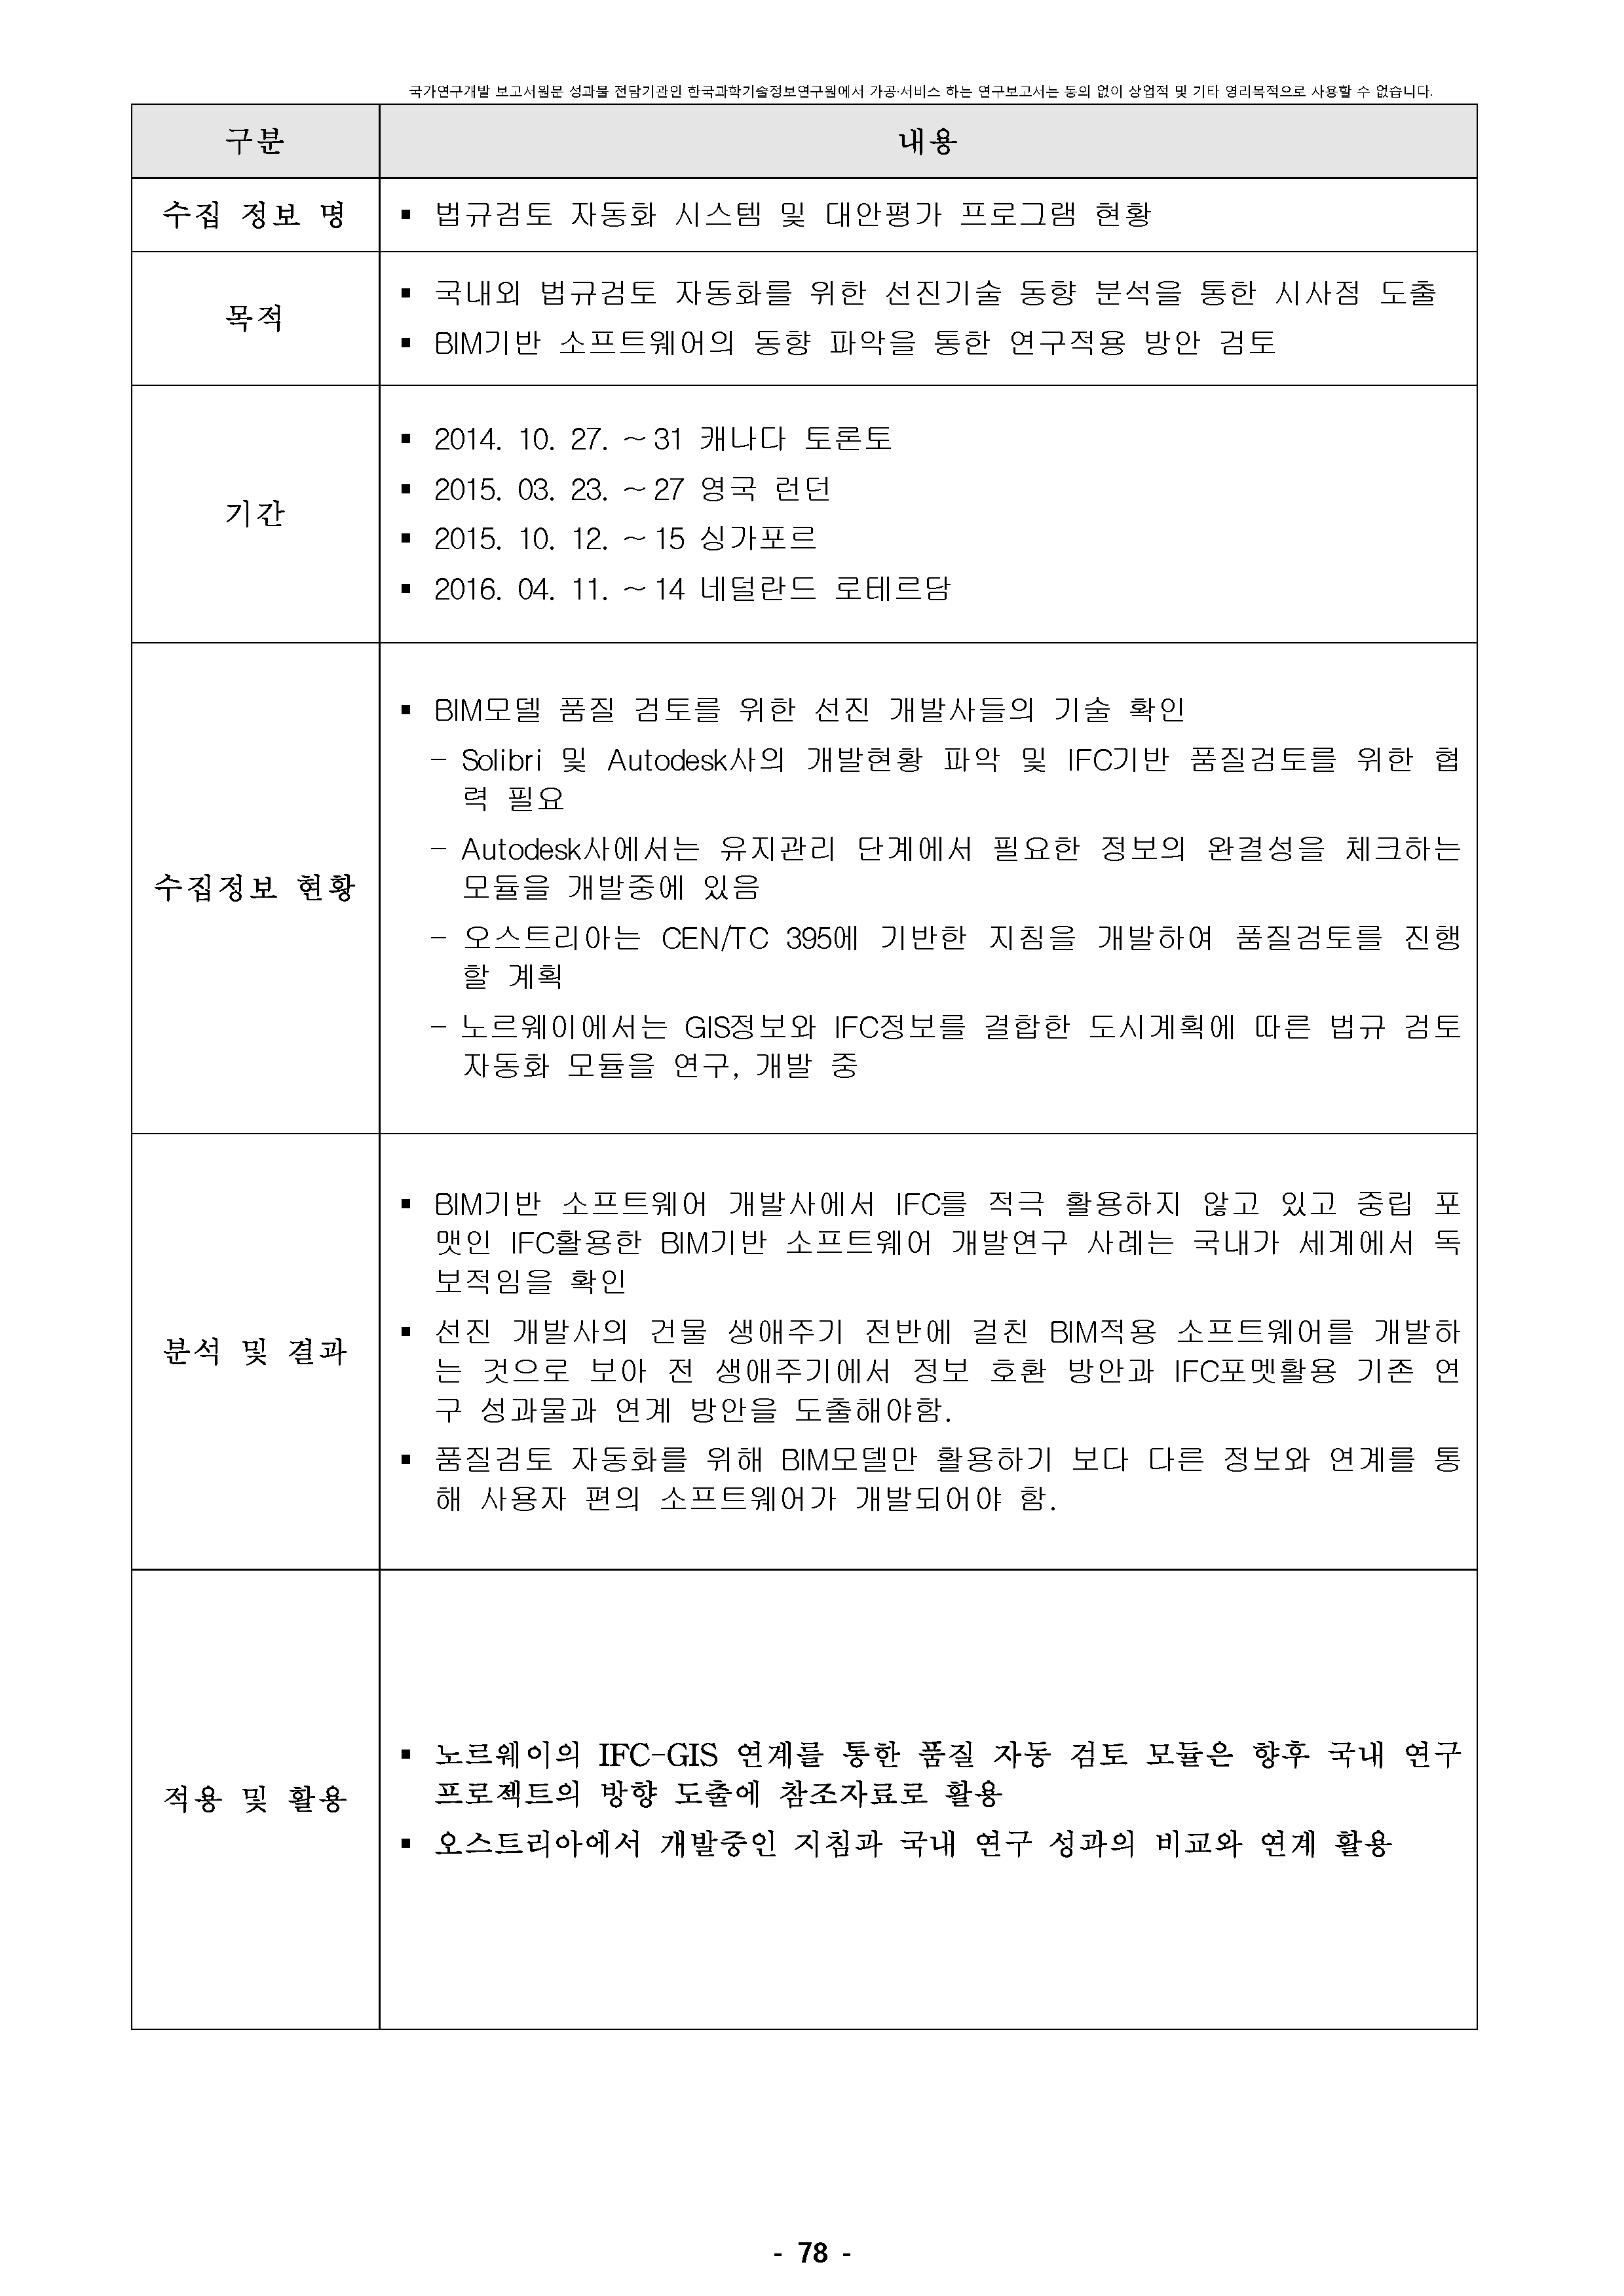 국가연구개발 보고서원문 성과물 전담기관인 한국과학기술정보연구원에서 가공·서비스 하는 연구보고서는 동의 없이 상업적 및 기타 영리목적으로 사용할 수 없습니다.
구분 내용
수집 정보 명 ▪ 법규검토 자동화 시스템 및 대안평가 프로그램 현황
목적
▪ 국내외 법규검토 자동화를 위한 선진기술 동향 분석을 통한 시사점 도출
▪ BIM기반 소프트웨어의 동향 파악을 통한 연구적용 방안 검토
기간
▪ 2014. 10. 27. ~ 31 캐나다 토론토
▪ 2015. 03. 23. ~ 27 영국 런던
▪ 2015. 10. 12. ~ 15 싱가포르
▪ 2016. 04. 11. ~ 14 네덜란드 로테르담
수집정보 현황
▪ BIM모델 품질 검토를 위한 선진 개발사들의 기술 확인
- Solibri 및 Autodesk사의 개발현황 파악 및 IFC기반 품질검토를 위한 협
력 필요
- Autodesk사에서는 유지관리 단계에서 필요한 정보의 완결성을 체크하는
모듈을 개발중에 있음
- 오스트리아는 CEN/TC 395에 기반한 지침을 개발하여 품질검토를 진행
할 계획
- 노르웨이에서는 GIS정보와 IFC정보를 결합한 도시계획에 따른 법규 검토
자동화 모듈을 연구, 개발 중
분석 및 결과
▪ BIM기반 소프트웨어 개발사에서 IFC를 적극 활용하지 않고 있고 중립 포
맷인 IFC활용한 BIM기반 소프트웨어 개발연구 사례는 국내가 세계에서 독
보적임을 확인
▪ 선진 개발사의 건물 생애주기 전반에 걸친 BIM적용 소프트웨어를 개발하
는 것으로 보아 전 생애주기에서 정보 호환 방안과 IFC포멧활용 기존 연
구 성과물과 연계 방안을 도출해야함.
▪ 품질검토 자동화를 위해 BIM모델만 활용하기 보다 다른 정보와 연계를 통
해 사용자 편의 소프트웨어가 개발되어야 함.
적용 및 활용
▪ 노르웨이의 IFC-GIS 연계를 통한 품질 자동 검토 모듈은 향후 국내 연구
프로젝트의 방향 도출에 참조자료로 활용
▪ 오스트리아에서 개발중인 지침과 국내 연구 성과의 비교와 연계 활용
- 78 -